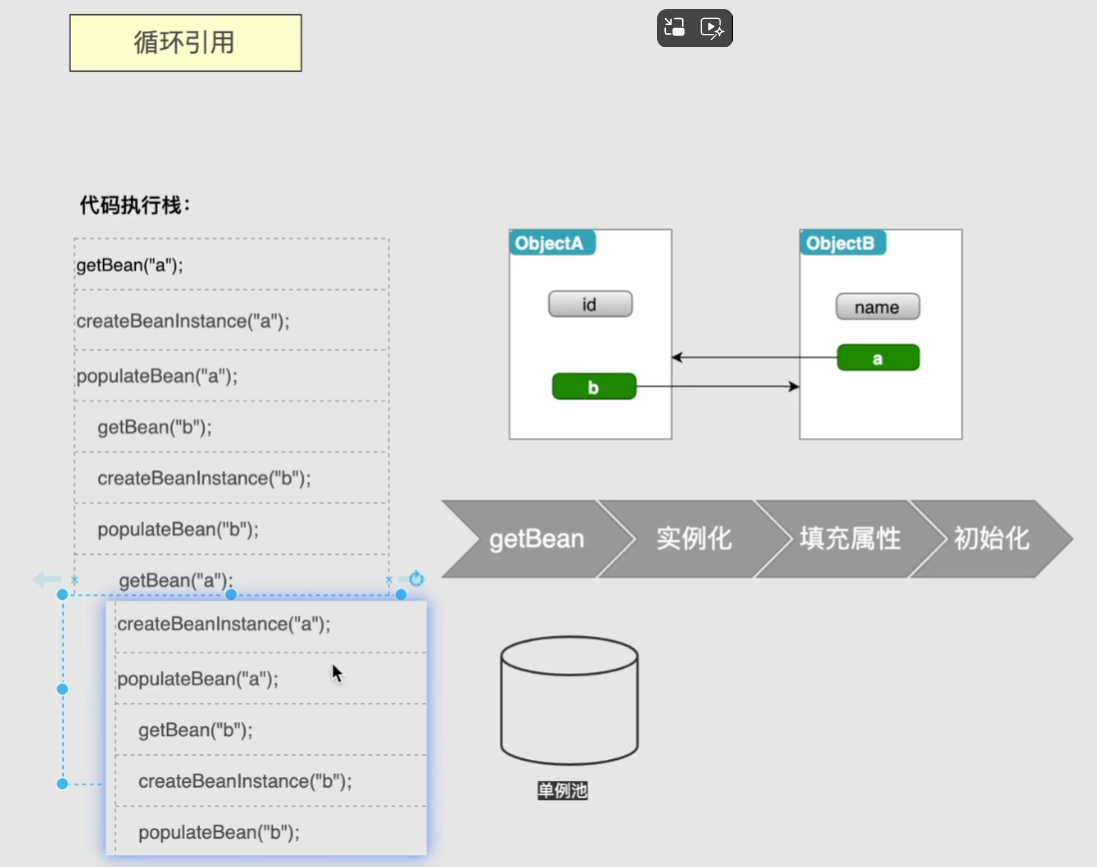 循环引用
代码执行栈：
getBean("a");
createBeanInstance("a");
populateBean("a");
getBean("b");
createBeanInstance("b");
populateBean("b");
getBean("a");
createBeanInstance("a");
populateBean("a");
getBean("b");
createBeanInstance("b");
populateBean("b");
ObjectA
id
b
ObjectB
name
a
getBean
实例化
填充属性
初始化
单例池